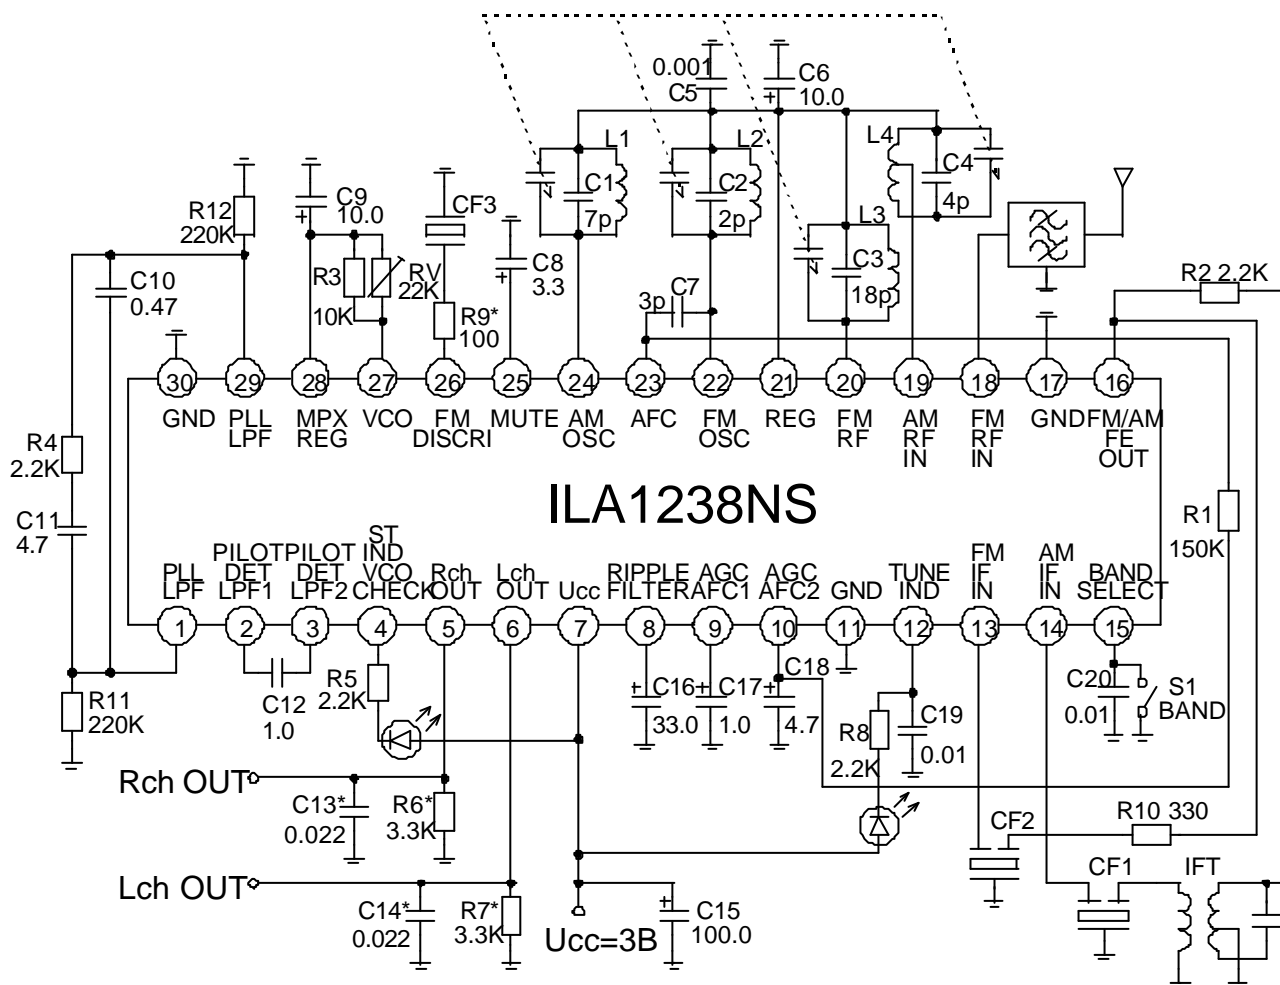 0.001
C5
C6
10.0
L1
L2
L4
C1
7p
C2
2p
C4
4p
L3
C3
18p
R12
220K
C9
10.0
CF3
C10
0.47
R3
10K
RV
22K
C8
3.3
C7
3p
R9*
100
R2 2.2K
30 29 28 27 26 25 24 23 22 21 20 19 18 17 16
GND
PLL
LPF
MPX
REG
VCO
FM
DISCRI
MUTE
AM
OSC
AFC
FM
OSC
REG
FM
RF
AM
RF
IN
FM
RF
IN
GND
FM/AM
FE
OUT
R4
2.2K
C11
4.7
ILA1238NS
R1
150K
PLL
LPF
PILOT
DET
LPF1
PILOT
DET
LPF2
ST
IND
VCO
CHECK
Rch
OUT
Lch
OUT
Ucc
RIPPLE
FILTER
AGC
AFC1
AGC
AFC2
GND
TUNE
IND
FM
IF
IN
AM
IF
IN
BAND
SELECT
1 2 3 4 5 6 7 8 9 10 11 12 13 14 15
R11
220K
C12
1.0
R5
2.2K
C16
33.0
C17
1.0
C18
4.7
R8
2.2K
C19
0.01
C20
0.01
S1
BAND
Rch OUT
C13*
0.022
R6*
3.3K
CF2
R10 330
Lch OUT
C14*
0.022
R7*
3.3K
Ucc=3B
C15
100.0
CF1
IFT